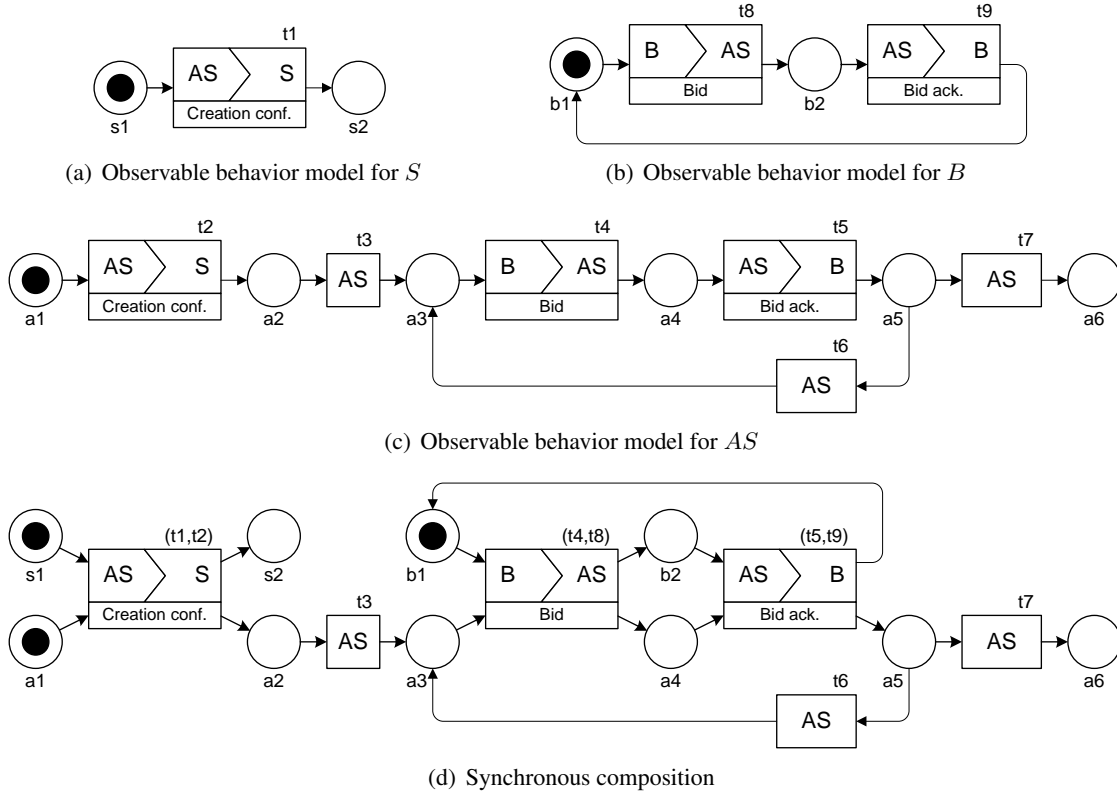 t1
AS S
Creation conf.
s1 s2
(a) Observable behavior model for S
t8 t9
B AS AS B
Bid Bid ack.
b1 b2
(b) Observable behavior model for B
t2 t3 t4 t5 t7
AS S AS B AS AS B AS
Creation conf. Bid Bid ack.
a1 a2 a3 a4 a5 a6
t6
AS
(c) Observable behavior model for AS
(t1,t2) (t4,t8) (t5,t9)
s1 AS S s2 b1 B AS b2 AS B
Creation conf. t3 Bid Bid ack. t7
AS AS
a1 a2 a3 a4 a5 a6
t6
AS
(d) Synchronous composition